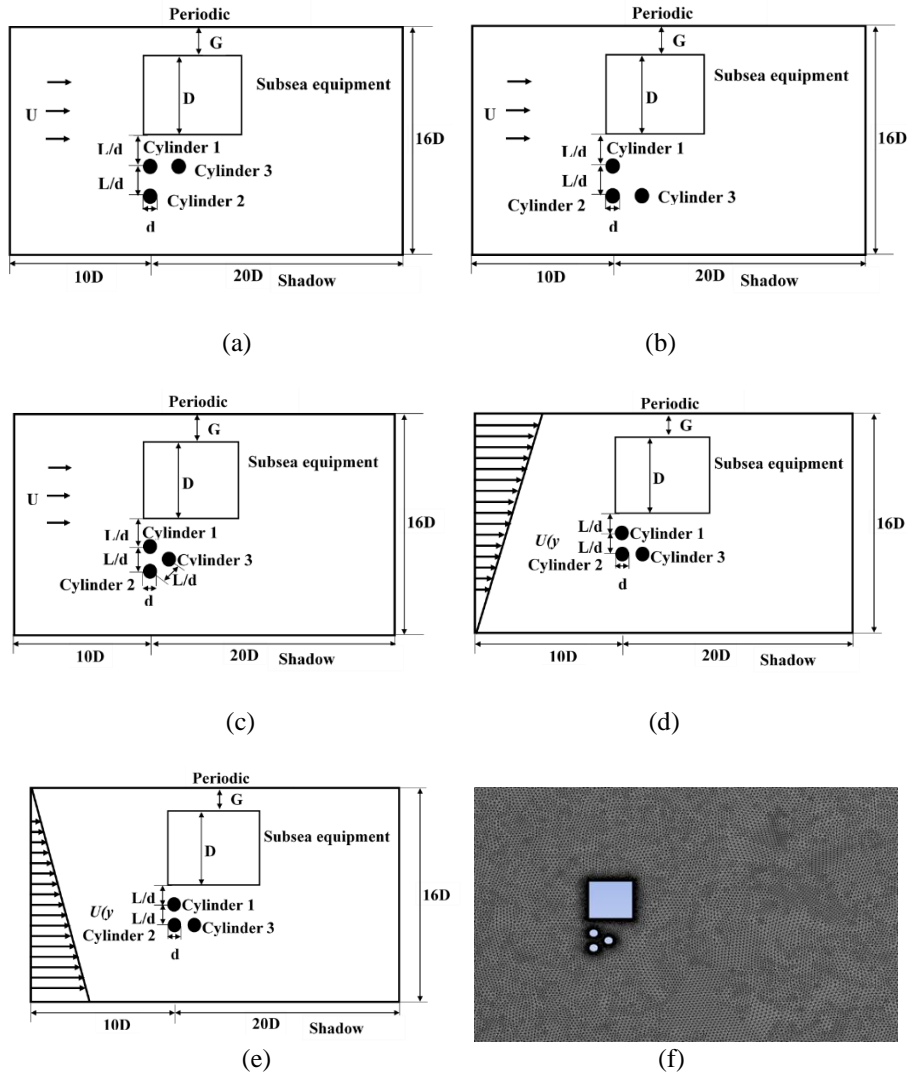 Periodic
G
Subsea equipment
D
U
16D
L/d
Cylinder 1
Cylinder 3
L/d
Cylinder 2
d
10D
20D
Shadow
(a)
Periodic
G
Subsea equipment
D
U
16D
L/d
Cylinder 1
L/d
Cylinder 2
Cylinder 3
d
10D
20D
Shadow
(b)
Periodic
G
Subsea equipment
D
U
16D
L/d
Cylinder 1
L/d
Cylinder 3
Cylinder 2
L/d
d
10D
20D
Shadow
(c)
Periodic
G
Subsea equipment
D
16D
L/d
Cylinder 1
U(y
L/d
Cylinder 2
Cylinder 3
d
10D
20D
Shadow
(d)
Periodic
G
Subsea equipment
D
16D
L/d
Cylinder 1
U(y
L/d
Cylinder 2
Cylinder 3
d
10D
20D
Shadow
(e)
(f)